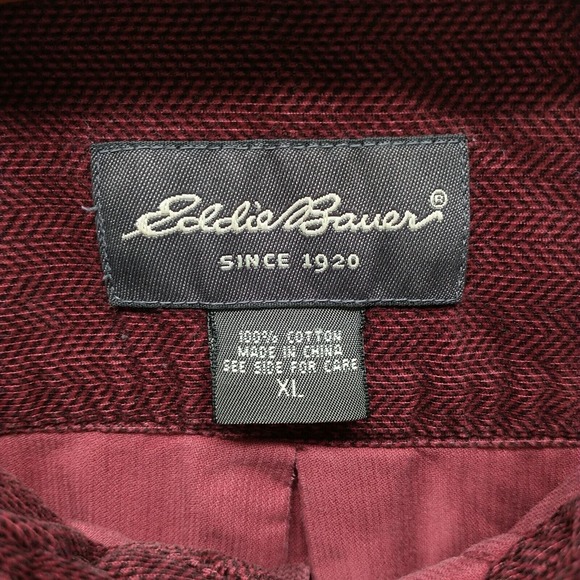 Eddie Bauer®
SINCE 1920
100% COTTON
MADE IN CHINA
SEE SIDE FOR CARE
XL